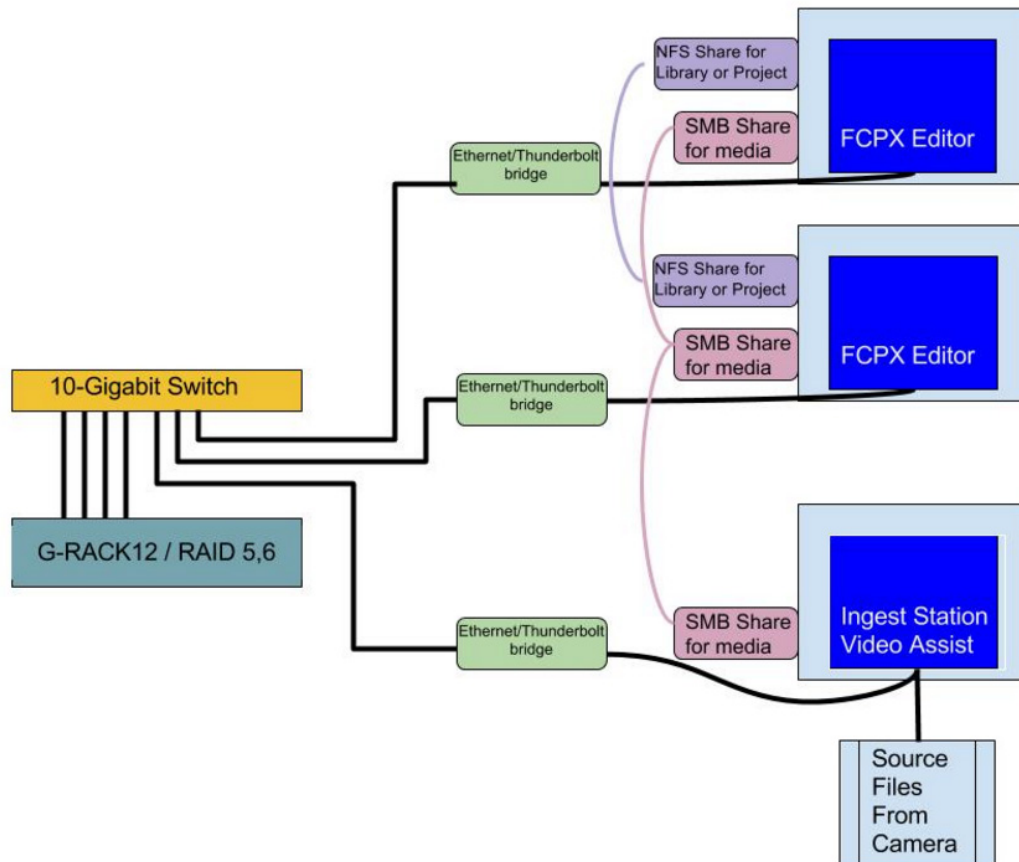 NFS Share for
Library or Project
SMB Share
for media
FCPX Editor
Ethernet/Thunderbolt
bridge
NFS Share for
Library or Project
SMB Share
for media
FCPX Editor
10-Gigabit Switch
Ethernet/Thunderbolt
bridge
G-RACK12 / RAID 5,6
Ethernet/Thunderbolt
bridge
SMB Share
for media
Ingest Station
Video Assist
Source
Files
From
Camera